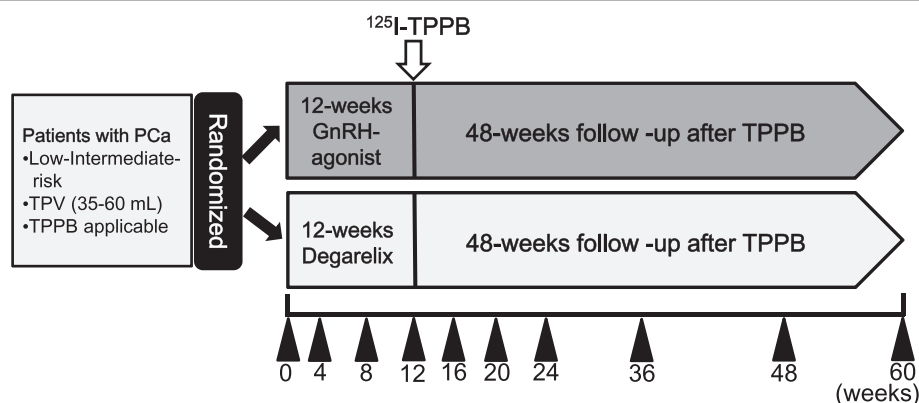 ¹²⁵I-TPPB
Patients with PCa
•Low-Intermediate-
risk
•TPV (35-60 mL)
•TPPB applicable
Randomized
12-weeks
GnRH-
agonist
48-weeks follow -up after TPPB
12-weeks
Degarelix
48-weeks follow -up after TPPB
0 4 8 12 16 20 24 36 48 60
(weeks)